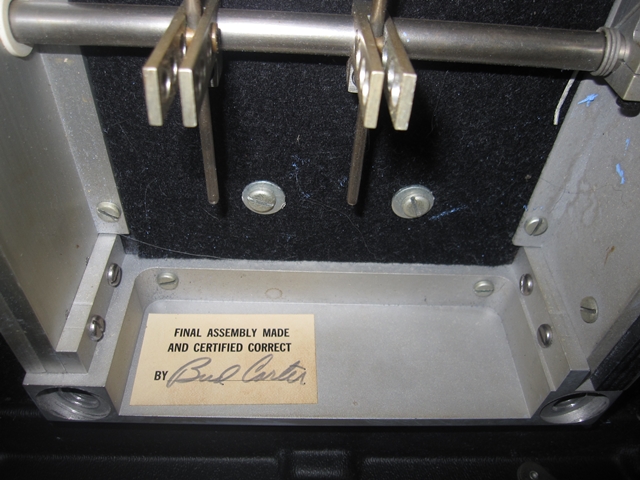 FINAL ASSEMBLY MADE
AND CERTIFIED CORRECT
BY Bud Carter